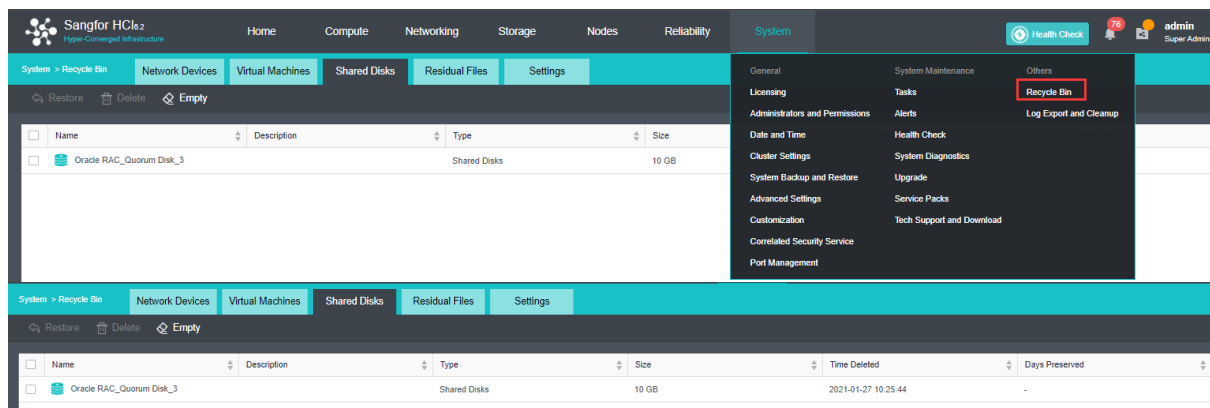 Sangfor HCI6.2
Hyper-Converged Infrastructure
Home Compute Networking Storage Nodes Reliability System
Health Check
76
admin
Super Admin
System > Recycle Bin Network Devices Virtual Machines Shared Disks Residual Files Settings
Restore Delete Empty
Name Description Type Size
Oracle RAC_Quorum Disk_3 Shared Disks 10 GB
General System Maintenance Others
Licensing Tasks Recycle Bin
Administrators and Permissions Alerts Log Export and Cleanup
Date and Time Health Check
Cluster Settings System Diagnostics
System Backup and Restore Upgrade
Advanced Settings Service Packs
Customization Tech Support and Download
Correlated Security Service
Port Management
System > Recycle Bin Network Devices Virtual Machines Shared Disks Residual Files Settings
Restore Delete Empty
Name Description Type Size Time Deleted Days Preserved
Oracle RAC_Quorum Disk_3 Shared Disks 10 GB 2021-01-27 10:25:44 -